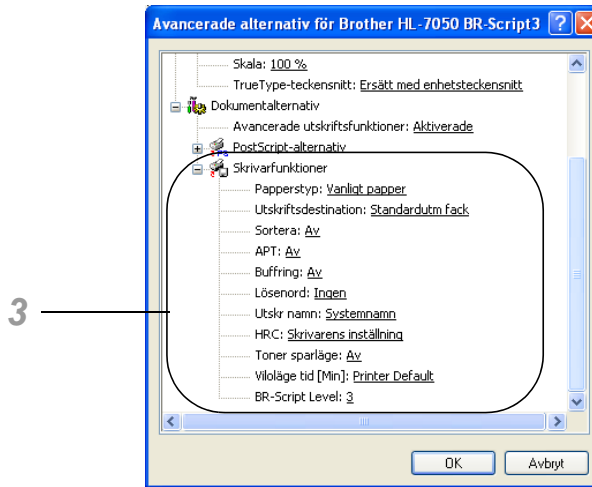 Avancerade alternativ för Brother HL-7050 BR-Script3
Skala: 100 %
TrueType-teckensnitt: Ersätt med enhetsteckensnitt
Dokumentalternativ
Avancerade utskriftsfunktioner: Aktiverade
PostScript-alternativ
Skrivarfunktioner
Papperstyp: Vanligt papper
Utskriftsdestination: Standardutm fack
Sortera: Av
APT: Av
Buffring: Av
Lösenord: Ingen
Utskr namn: Systemnamn
HRC: Skrivarens inställning
Toner sparläge: Av
Viloläge tid [Min]: Printer Default
BR-Script Level: 3
3
OK
Avbryt